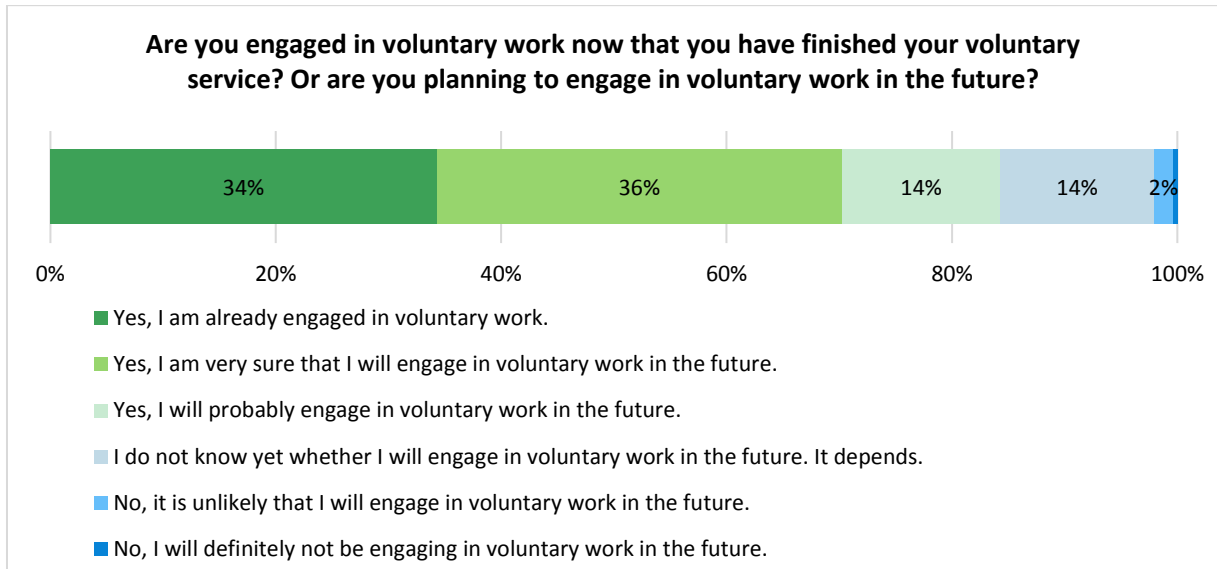 Are you engaged in voluntary work now that you have finished your voluntary
service? Or are you planning to engage in voluntary work in the future?
34% 36% 14% 14% 2%
0% 20% 40% 60% 80% 100%
Yes, I am already engaged in voluntary work.
Yes, I am very sure that I will engage in voluntary work in the future.
Yes, I will probably engage in voluntary work in the future.
I do not know yet whether I will engage in voluntary work in the future. It depends.
No, it is unlikely that I will engage in voluntary work in the future.
No, I will definitely not be engaging in voluntary work in the future.